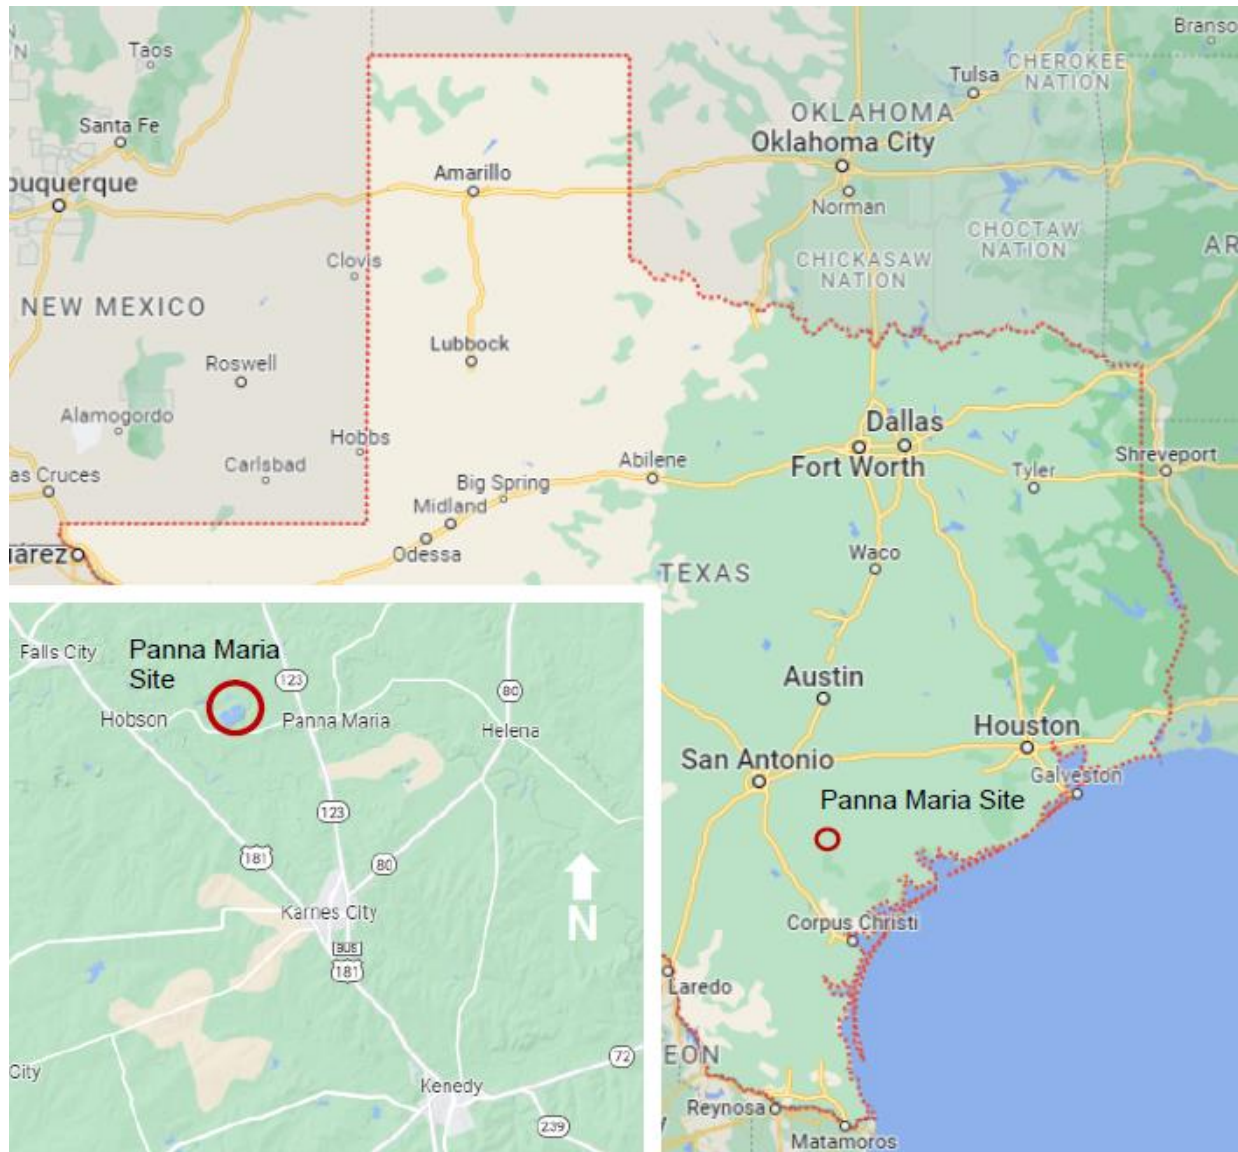 Branso
Taos
Tulsa
CHEROKEE
NATION
Santa Fe
OKLAHOMA
Oklahoma City
Amarillo
buquerque
Norman
CHOCTAW
NATION
AR
Clovis
CHICKASAW
NATION
NEW MEXICO
Lubbock
Roswell
Alamogordo
Dallas
Hobbs
Fort Worth
Abilene
Shreveport
Carlsbad
Tyler
as Cruces
Big Spring
Midland
Odessa
uárez
Waco
TEXAS
Austin
Houston
San Antonio
Galveston
Panna Maria Site
Corpus Christi
Laredo
EON
Reynosa
Matamoros
Falls City
Panna Maria
Site
123
80
Hobson
Panna Maria
Helena
123
181
80
N
Karnes City
BUS
181
72
City
Kenedy
239